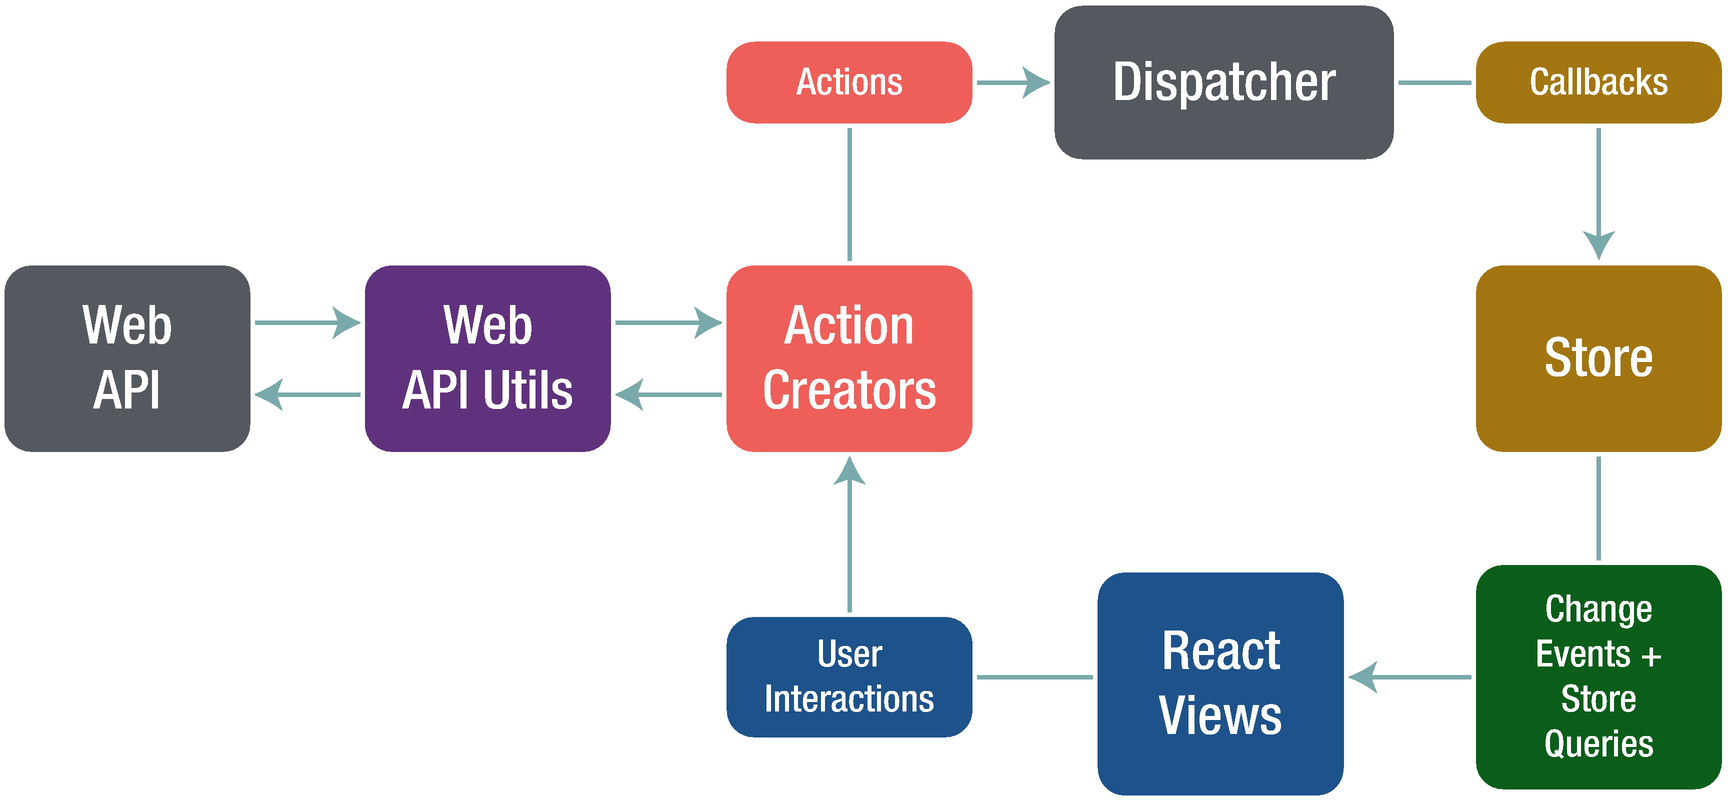 Actions
Dispatcher
Callbacks
Web
API
Web
API Utils
Action
Creators
Store
User
Interactions
React
Views
Change
Events +
Store
Queries